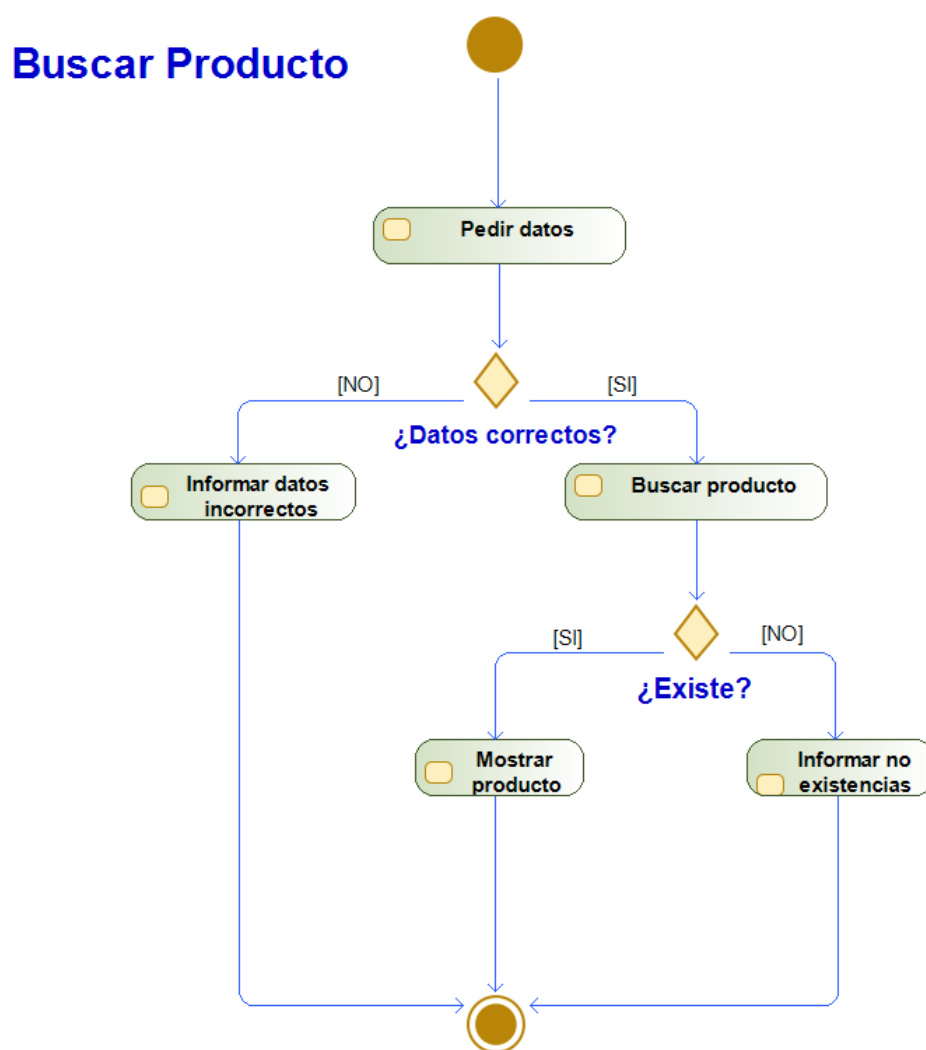 Buscar Producto
Pedir datos
[NO]
[SI]
¿Datos correctos?
Informar datos
incorrectos
Buscar producto
[SI]
[NO]
¿Existe?
Mostrar
producto
Informar no
existencias